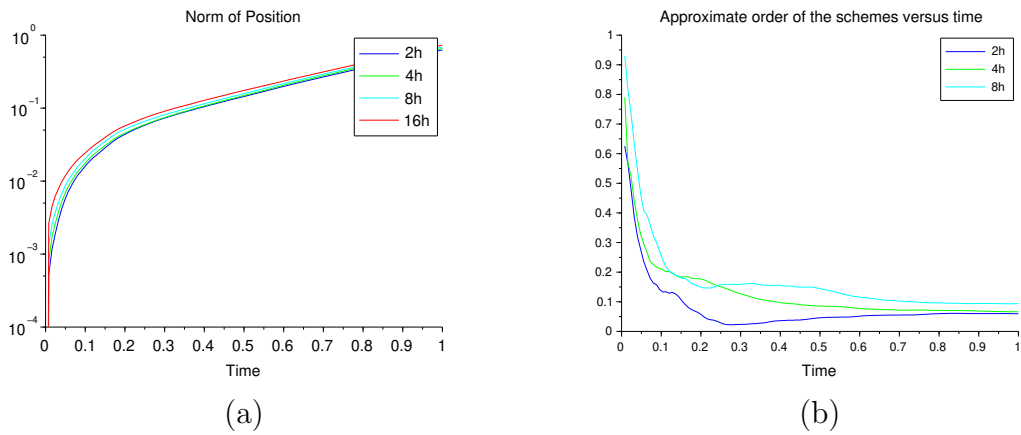 Norm of Position
10^0
10^-1
10^-2
10^-3
10^-4
0 0.1 0.2 0.3 0.4 0.5 0.6 0.7 0.8 0.9 1
Time
2h
4h
8h
16h
(a)
Approximate order of the schemes versus time
1
0.9
0.8
0.7
0.6
0.5
0.4
0.3
0.2
0.1
0
0 0.1 0.2 0.3 0.4 0.5 0.6 0.7 0.8 0.9 1
Time
2h
4h
8h
(b)